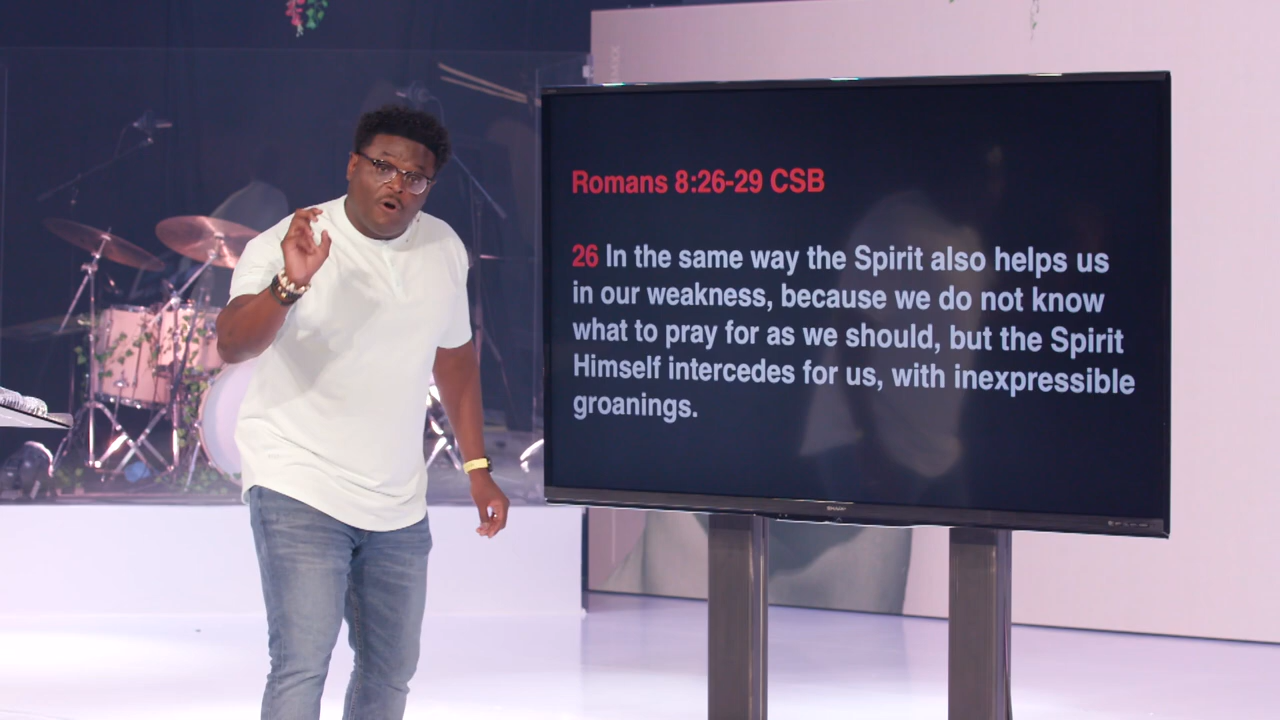 Romans 8:26-29 CSB
26 In the same way the Spirit also helps us
in our weakness, because we do not know
what to pray for as we should, but the Spirit
Himself intercedes for us, with inexpressible
groanings.
SHARP